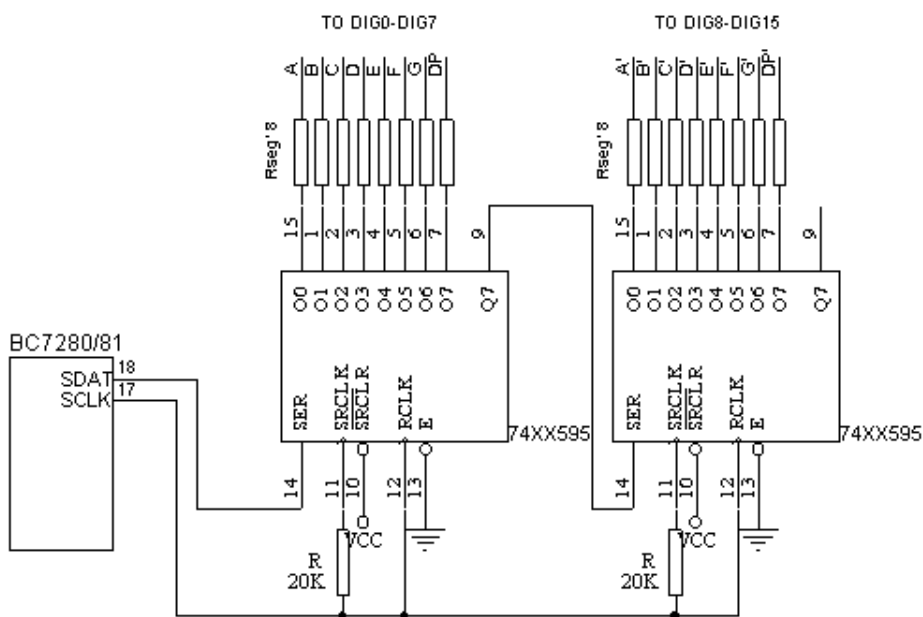 TO DIG0-DIG7 TO DIG8-DIG15
A B C D E F G DP A' B' C' D' E' F' G' DP'
Rseg' 8 Rseg' 8
15 1 2 3 4 5 6 7 9 15 1 2 3 4 5 6 7 9
O0 O1 O2 O3 O4 O5 O6 O7 Q7 O0 O1 O2 O3 O4 O5 O6 O7 Q7
BC7280/81
SDAT 18
SCLK 17
SER SRCLK SRCLR RCLK E SER SRCLK SRCLR RCLK E
74XX595 74XX595
14 11 10 12 13 14 11 10 12 13
VCC VCC
R R
20K 20K